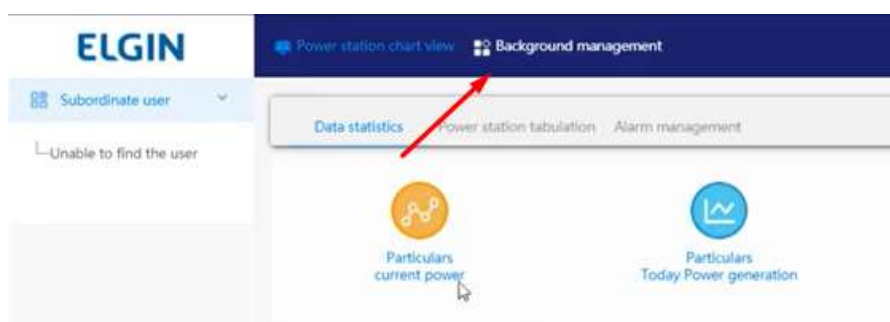 ELGIN
Power station chart view Background management
Subordinate user
Data statistics Power station tabulation Alarm management
Unable to find the user
Particulars
current power
Particulars
Today Power generation